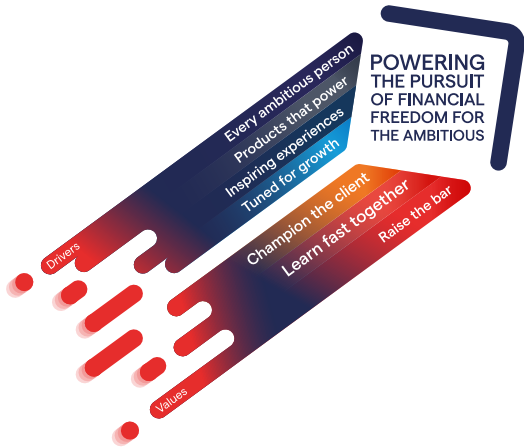 POWERING
THE PURSUIT
OF FINANCIAL
FREEDOM FOR
THE AMBITIOUS
Every ambitious person
Products that power
Inspiring experiences
Tuned for growth
Drivers
Champion the client
Learn fast together
Raise the bar
Values